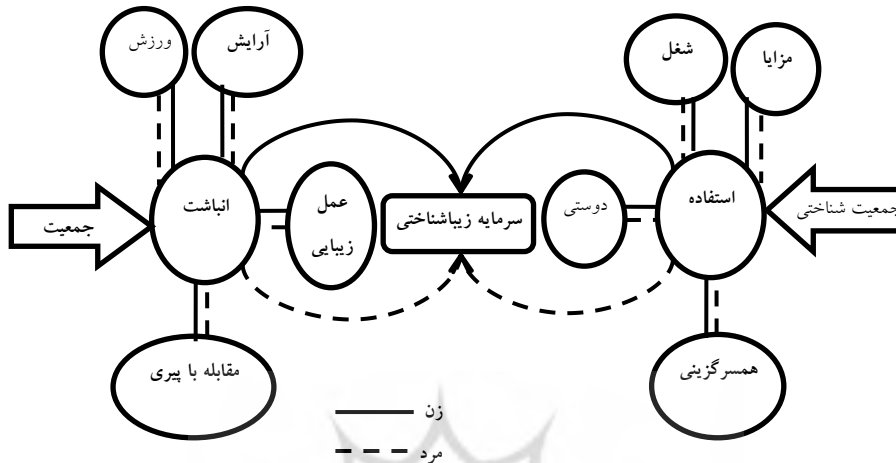 ورزش
آرایش
شغل
مزایا
انباشت
عمل
زیبایی
سرمایه زیباشناختی
دوستی
استفاده
جمعیت
جمعیت شناختی
مقابله با پیری
همسرگزینی
زن
مرد